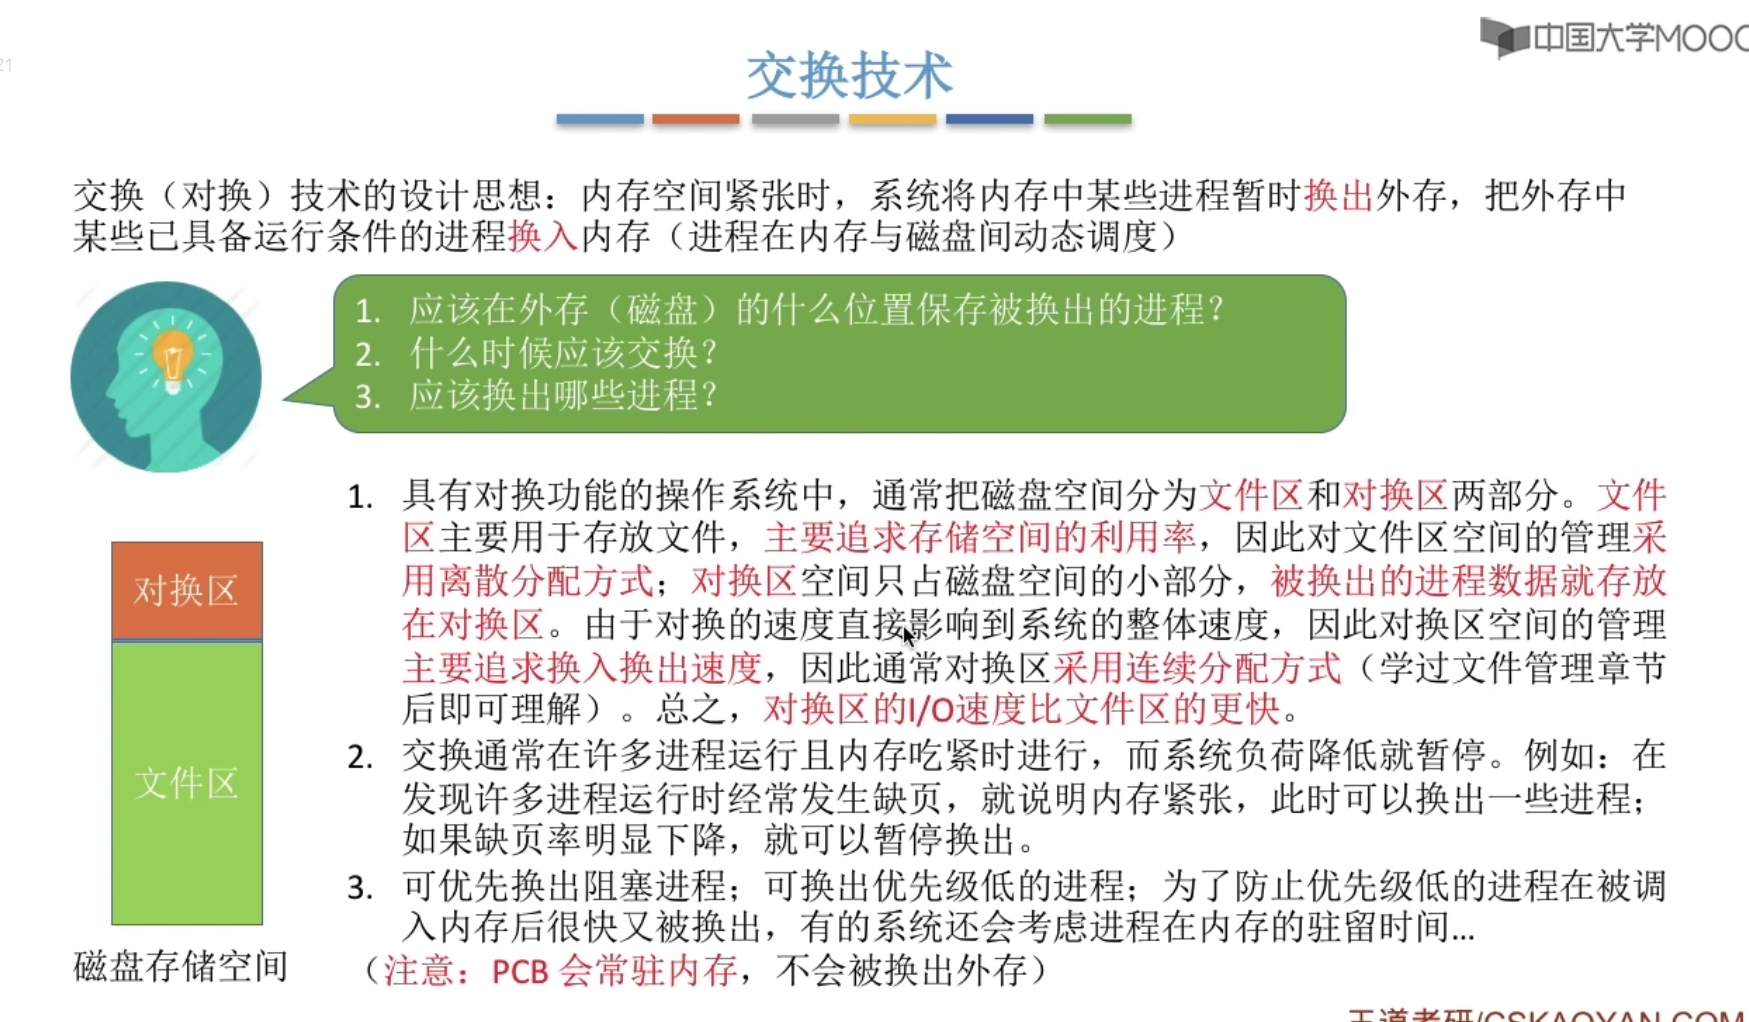 中国大学MOOC
21
交换技术
交换（对换）技术的设计思想：内存空间紧张时，系统将内存中某些进程暂时换出外存，把外存中
某些已具备运行条件的进程换入内存（进程在内存与磁盘间动态调度）
1. 应该在外存（磁盘）的什么位置保存被换出的进程？
2. 什么时候应该交换？
3. 应该换出哪些进程？
1. 具有对换功能的操作系统中，通常把磁盘空间分为文件区和对换区两部分。文件
区主要用于存放文件，主要追求存储空间的利用率，因此对文件区空间的管理采
用离散分配方式；对换区空间只占磁盘空间的小部分，被换出的进程数据就存放
在对换区。由于对换的速度直接影响到系统的整体速度，因此对换区空间的管理
主要追求换入换出速度，因此通常对换区采用连续分配方式（学过文件管理章节
后即可理解）。总之，对换区的I/O速度比文件区的更快。
2. 交换通常在许多进程运行且内存吃紧时进行，而系统负荷降低就暂停。例如：在
发现许多进程运行时经常发生缺页，就说明内存紧张，此时可以换出一些进程；
如果缺页率明显下降，就可以暂停换出。
3. 可优先换出阻塞进程；可换出优先级低的进程；为了防止优先级低的进程在被调
入内存后很快又被换出，有的系统还会考虑进程在内存的驻留时间…
（注意：PCB 会常驻内存，不会被换出外存）
对换区
文件区
磁盘存储空间
王道考研/CSKAOYAN.COM